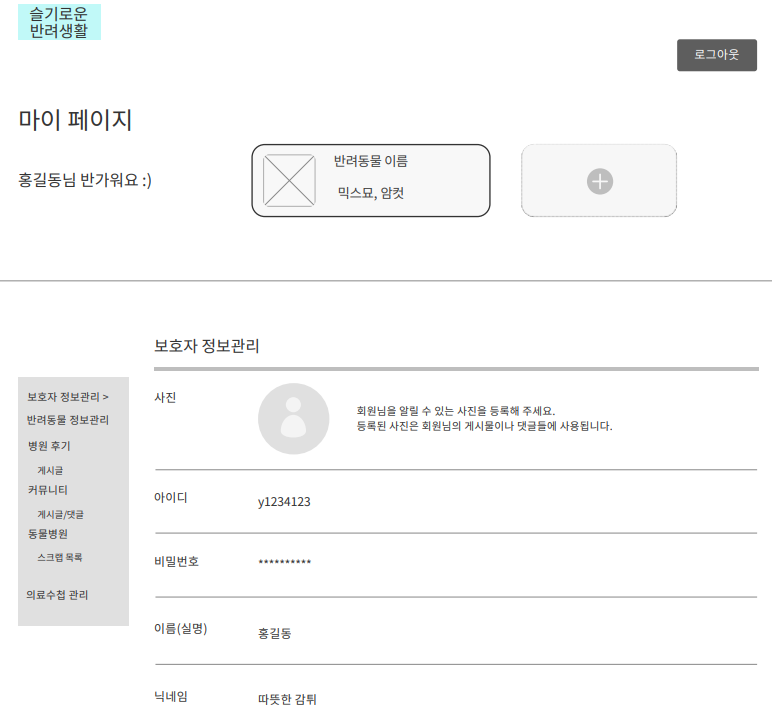 슬기로운
반려생활
로그아웃
마이 페이지
홍길동님 반가워요 :)
반려동물 이름
믹스묘, 암컷
보호자 정보관리 >
반려동물 정보관리
병원 후기
게시글
커뮤니티
게시글/댓글
동물병원
스크랩 목록
의료수첩 관리
보호자 정보관리
사진
회원님을 알릴 수 있는 사진을 등록해 주세요.
등록된 사진은 회원님의 게시물이나 댓글들에 사용됩니다.
아이디
y1234123
비밀번호
**********
이름(실명)
홍길동
닉네임
따뜻한 감튀